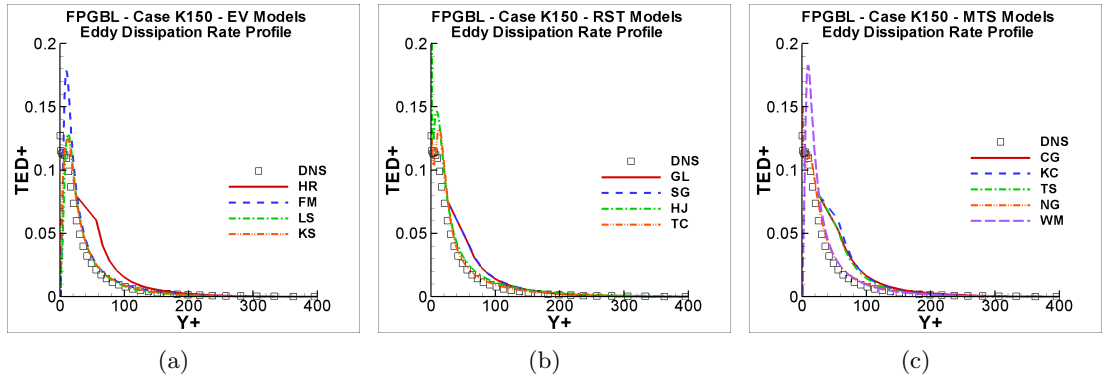 FPGBL - Case K150 - EV Models
Eddy Dissipation Rate Profile
0.2
0.15
0.1
0.05
0
TED+
DNS
HR
FM
LS
KS
0 100 200 300 400
Y+
(a)
FPGBL - Case K150 - RST Models
Eddy Dissipation Rate Profile
0.2
0.15
0.1
0.05
0
TED+
DNS
GL
SG
HJ
TC
0 100 200 300 400
Y+
(b)
FPGBL - Case K150 - MTS Models
Eddy Dissipation Rate Profile
0.2
0.15
0.1
0.05
0
TED+
DNS
CG
KC
TS
NG
WM
0 100 200 300 400
Y+
(c)